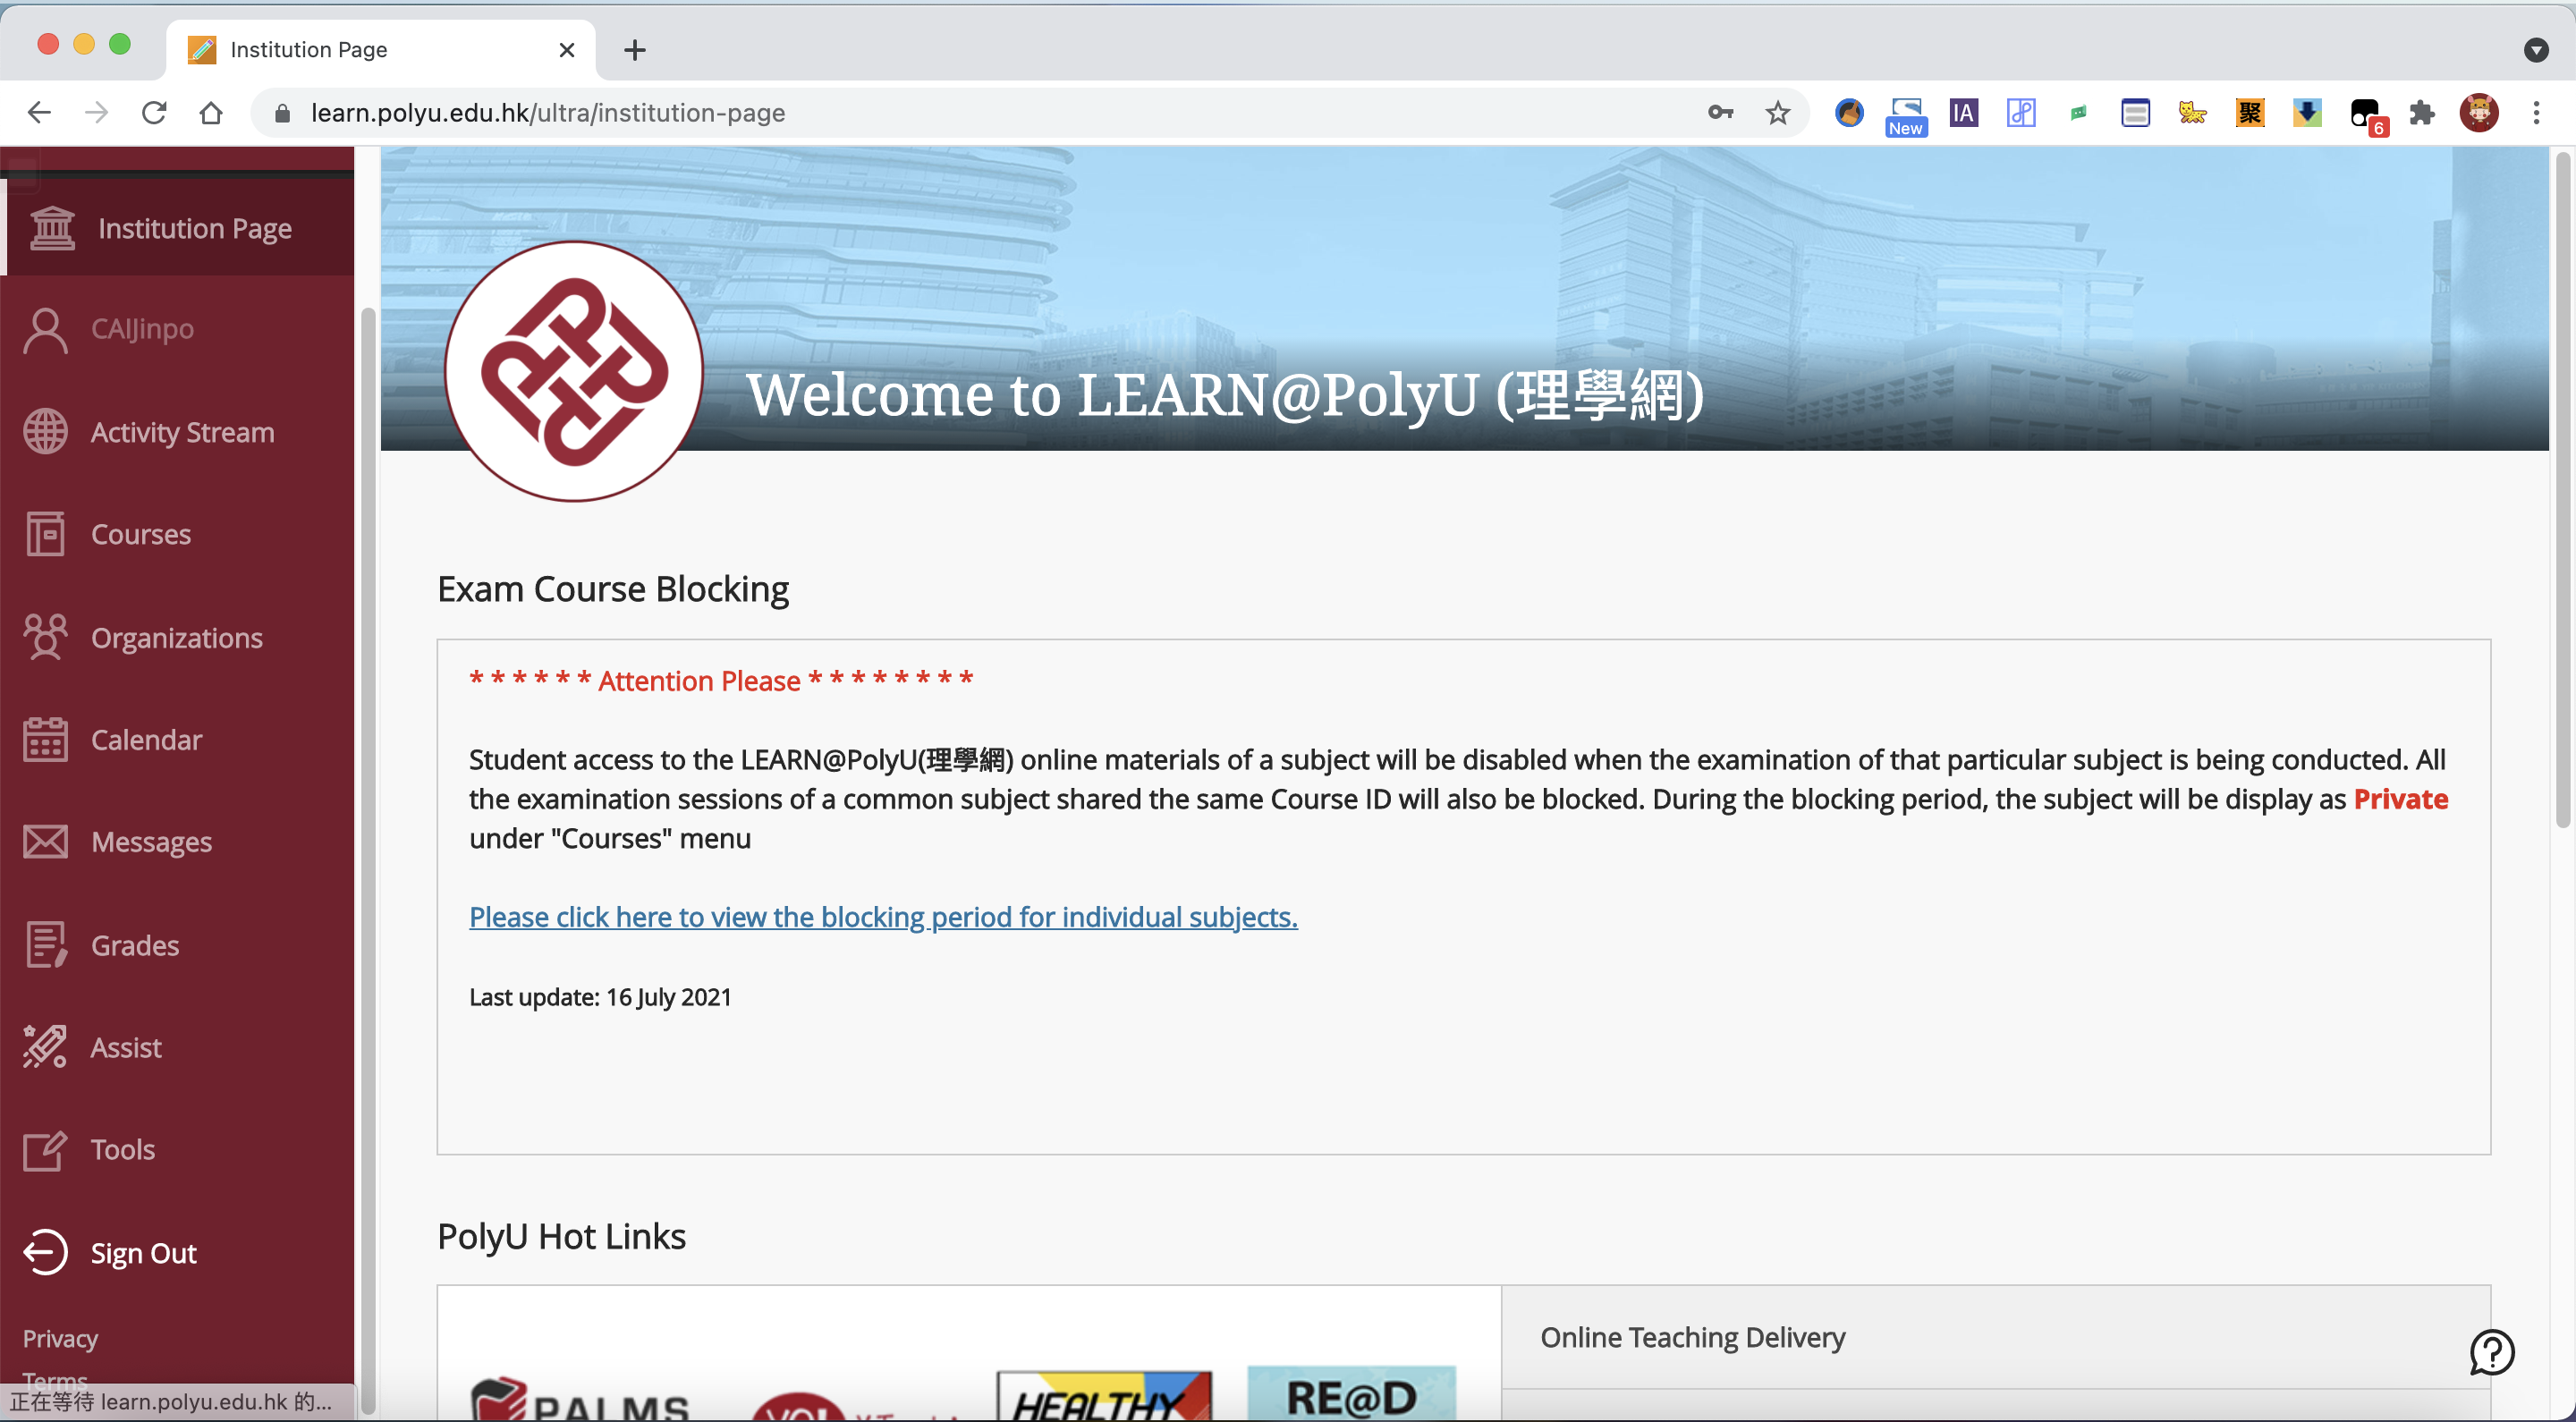 Institution Page
learn.polyu.edu.hk/ultra/institution-page
New
IA
聚
6
Institution Page
CAIJinpo
Activity Stream
Courses
Organizations
Calendar
Messages
Grades
Assist
Tools
Sign Out
Privacy
Terms
正在等待 learn.polyu.edu.hk 的...
Welcome to LEARN@PolyU (理學網)
Exam Course Blocking
* * * * * * Attention Please * * * * * * * *
Student access to the LEARN@PolyU(理學網) online materials of a subject will be disabled when the examination of that particular subject is being conducted. All
the examination sessions of a common subject shared the same Course ID will also be blocked. During the blocking period, the subject will be display as Private
under "Courses" menu
Please click here to view the blocking period for individual subjects.
Last update: 16 July 2021
PolyU Hot Links
PALMS
HEALTHY
RE@D
Online Teaching Delivery